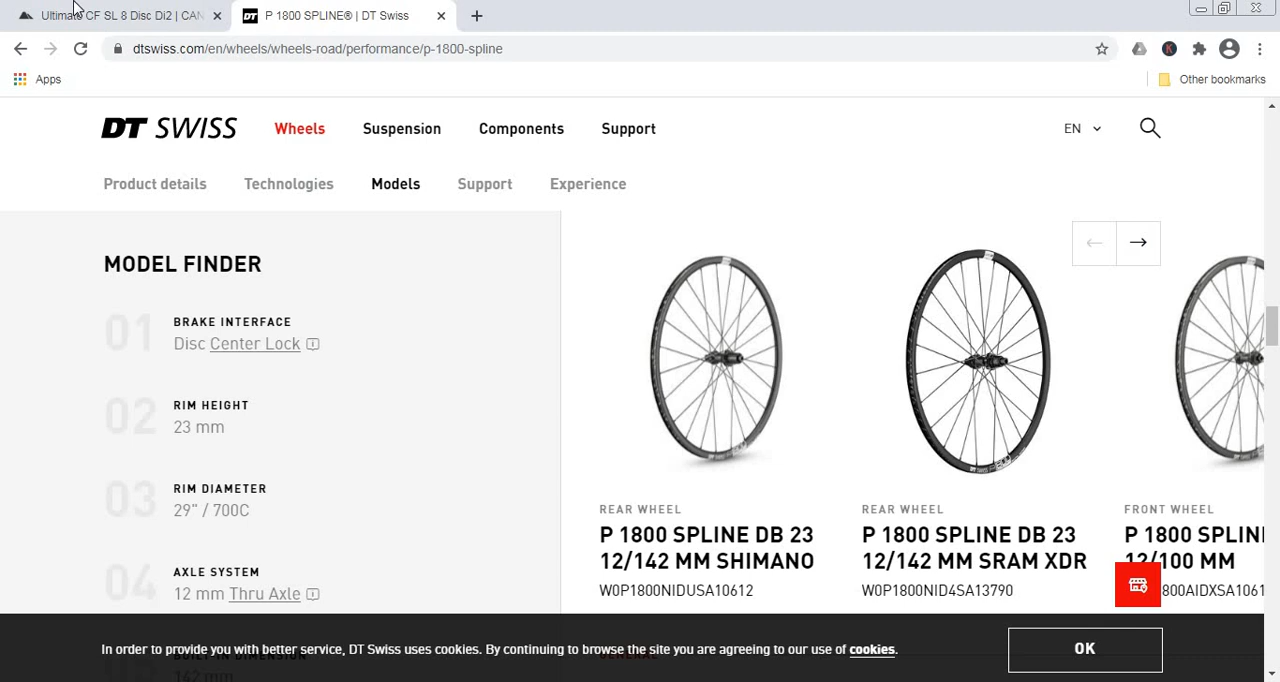 Ultimate CF SL 8 Disc Di2 | CAN
P 1800 SPLINE® | DT Swiss
dtswiss.com/en/wheels/wheels-road/performance/p-1800-spline
Apps
Other bookmarks
DT SWISS Wheels Suspension Components Support EN
Product details Technologies Models Support Experience
MODEL FINDER
01 BRAKE INTERFACE
Disc Center Lock
02 RIM HEIGHT
23 mm
03 RIM DIAMETER
29" / 700C
04 AXLE SYSTEM
12 mm Thru Axle
REAR WHEEL
P 1800 SPLINE DB 23
12/142 MM SHIMANO
W0P1800NIDUSA10612
REAR WHEEL
P 1800 SPLINE DB 23
12/142 MM SRAM XDR
W0P1800NID4SA13790
FRONT WHEEL
P 1800 SPLIN
12/100 MM
800AIDXSA1061
In order to provide you with better service, DT Swiss uses cookies. By continuing to browse the site you are agreeing to our use of cookies.
OK
BUILT-IN DIMENSION
142 mm
GENERAL